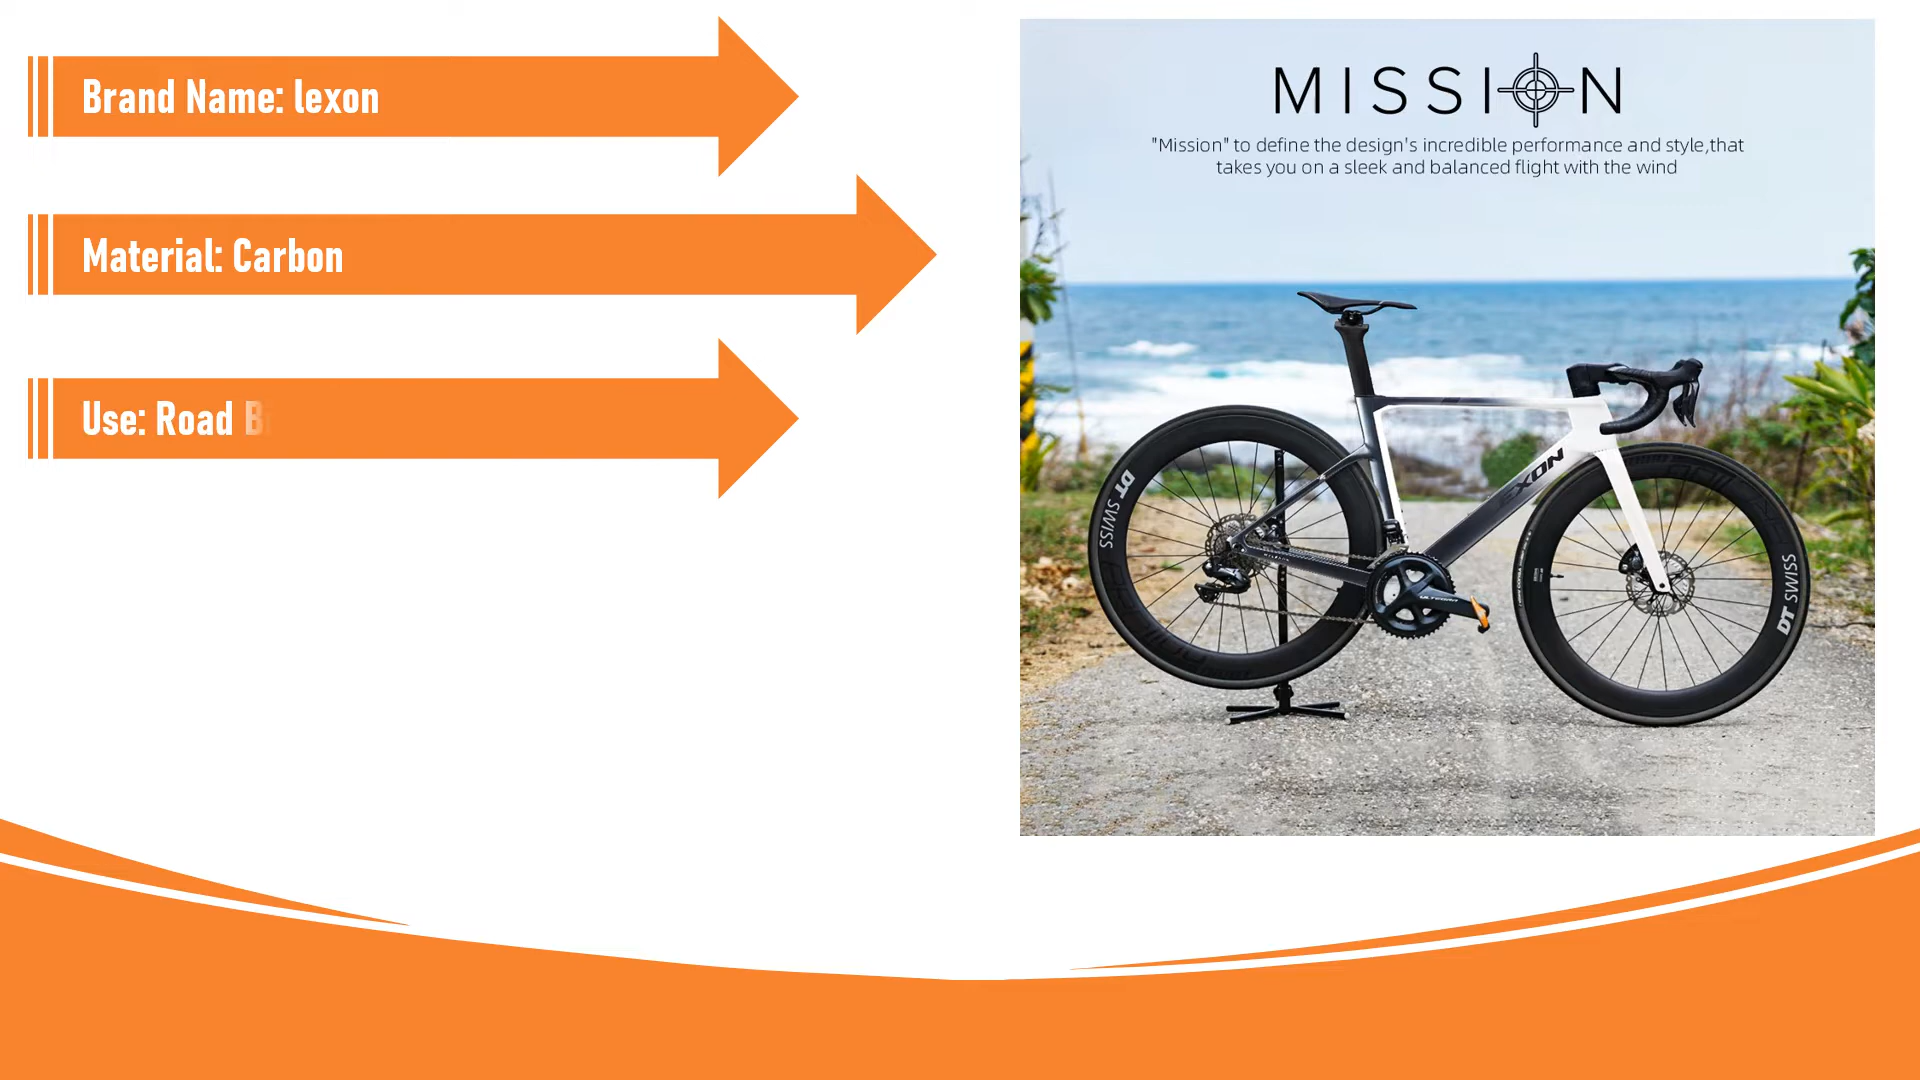 Brand Name: lexon
Material: Carbon
Use: Road
MISSION
"Mission" to define the design's incredible performance and style,that
takes you on a sleek and balanced flight with the wind
EXON
DT SWISS
DT SWISS
ULTEGRA